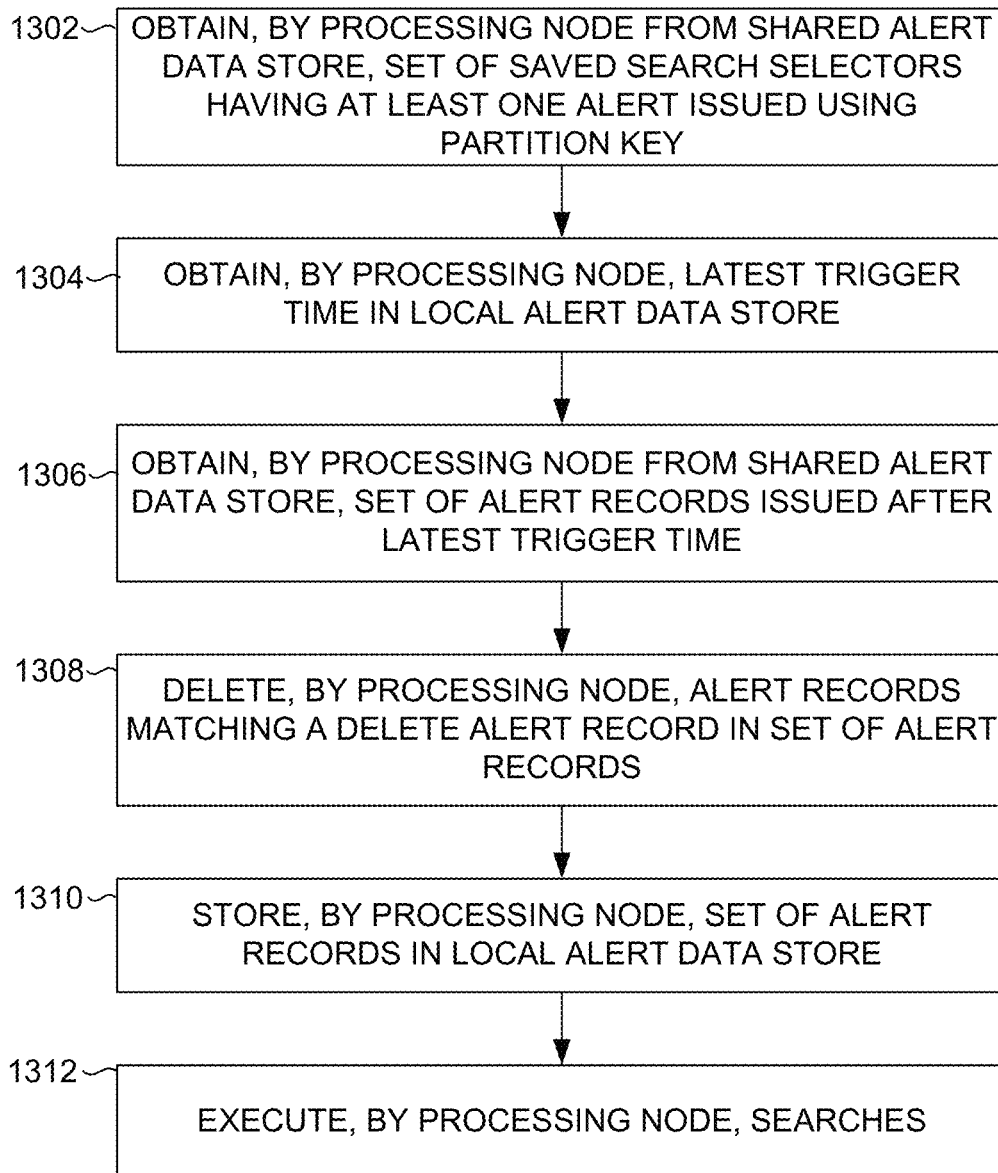 1302
OBTAIN, BY PROCESSING NODE FROM SHARED ALERT
DATA STORE, SET OF SAVED SEARCH SELECTORS
HAVING AT LEAST ONE ALERT ISSUED USING
PARTITION KEY
1304
OBTAIN, BY PROCESSING NODE, LATEST TRIGGER
TIME IN LOCAL ALERT DATA STORE
1306
OBTAIN, BY PROCESSING NODE FROM SHARED ALERT
DATA STORE, SET OF ALERT RECORDS ISSUED AFTER
LATEST TRIGGER TIME
1308
DELETE, BY PROCESSING NODE, ALERT RECORDS
MATCHING A DELETE ALERT RECORD IN SET OF ALERT
RECORDS
1310
STORE, BY PROCESSING NODE, SET OF ALERT
RECORDS IN LOCAL ALERT DATA STORE
1312
EXECUTE, BY PROCESSING NODE, SEARCHES